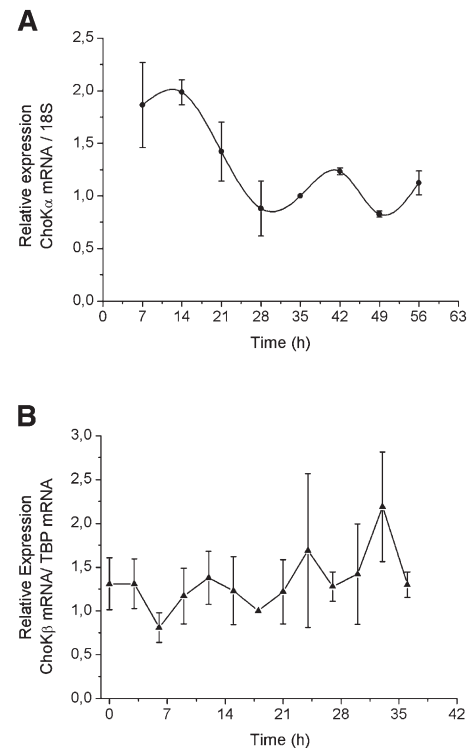 A
Relative expression
ChoKα mRNA / 18S
2,5
2,0
1,5
1,0
0,5
0,0
0 7 14 21 28 35 42 49 56 63
Time (h)
B
Relative Expression
ChoKβ mRNA/ TBP mRNA
3,0
2,5
2,0
1,5
1,0
0,5
0,0
0 7 14 21 28 35 42
Time (h)